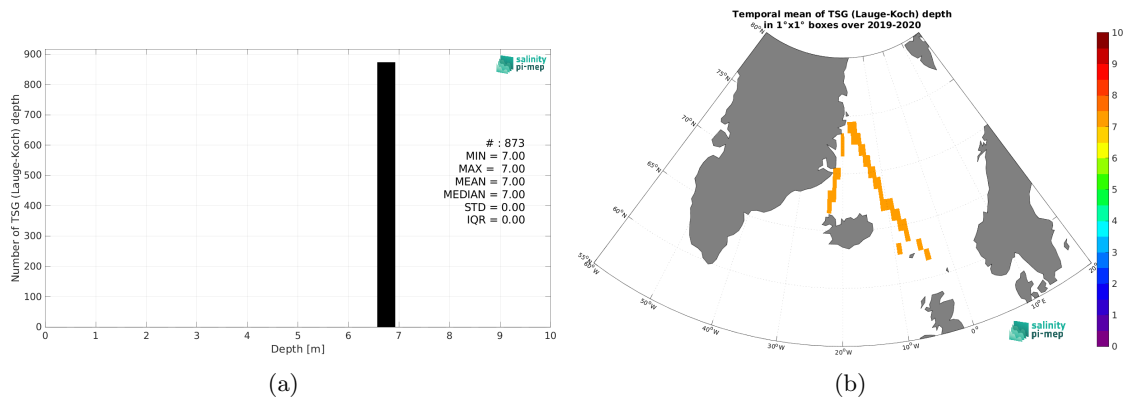 Number of TSG (Lauge-Koch) depth
900
800
700
600
500
400
300
200
100
0
0 1 2 3 4 5 6 7 8 9 10
Depth [m]
salinity
pi-mep
# : 873
MIN = 7.00
MAX = 7.00
MEAN = 7.00
MEDIAN = 7.00
STD = 0.00
IQR = 0.00
(a)
Temporal mean of TSG (Lauge-Koch) depth
in 1°x1° boxes over 2019-2020
80°N
75°N
70°N
65°N
60°N
55°N
60°W
50°W
40°W
30°W
20°W
10°W
0°
10°E
20°
salinity
pi-mep
10
9
8
7
6
5
4
3
2
1
0
(b)